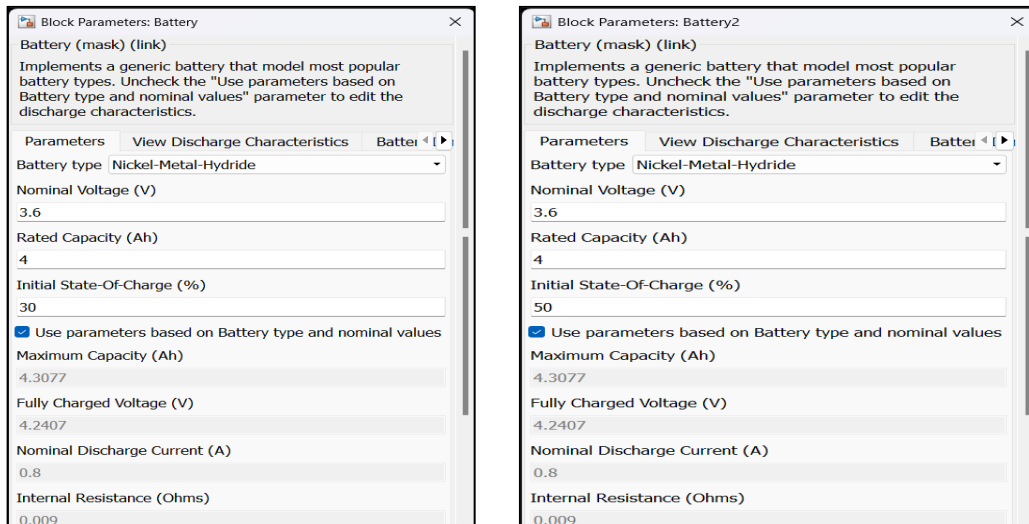 Block Parameters: Battery
Battery (mask) (link)
Implements a generic battery that model most popular
battery types. Uncheck the "Use parameters based on
Battery type and nominal values" parameter to edit the
discharge characteristics.
Parameters View Discharge Characteristics
Battery type Nickel-Metal-Hydride
Nominal Voltage (V)
3.6
Rated Capacity (Ah)
4
Initial State-Of-Charge (%)
30
Use parameters based on Battery type and nominal values
Maximum Capacity (Ah)
4.3077
Fully Charged Voltage (V)
4.2407
Nominal Discharge Current (A)
0.8
Internal Resistance (Ohms)
0.009
Block Parameters: Battery2
Battery (mask) (link)
Implements a generic battery that model most popular
battery types. Uncheck the "Use parameters based on
Battery type and nominal values" parameter to edit the
discharge characteristics.
Parameters View Discharge Characteristics
Battery type Nickel-Metal-Hydride
Nominal Voltage (V)
3.6
Rated Capacity (Ah)
4
Initial State-Of-Charge (%)
50
Use parameters based on Battery type and nominal values
Maximum Capacity (Ah)
4.3077
Fully Charged Voltage (V)
4.2407
Nominal Discharge Current (A)
0.8
Internal Resistance (Ohms)
0.009